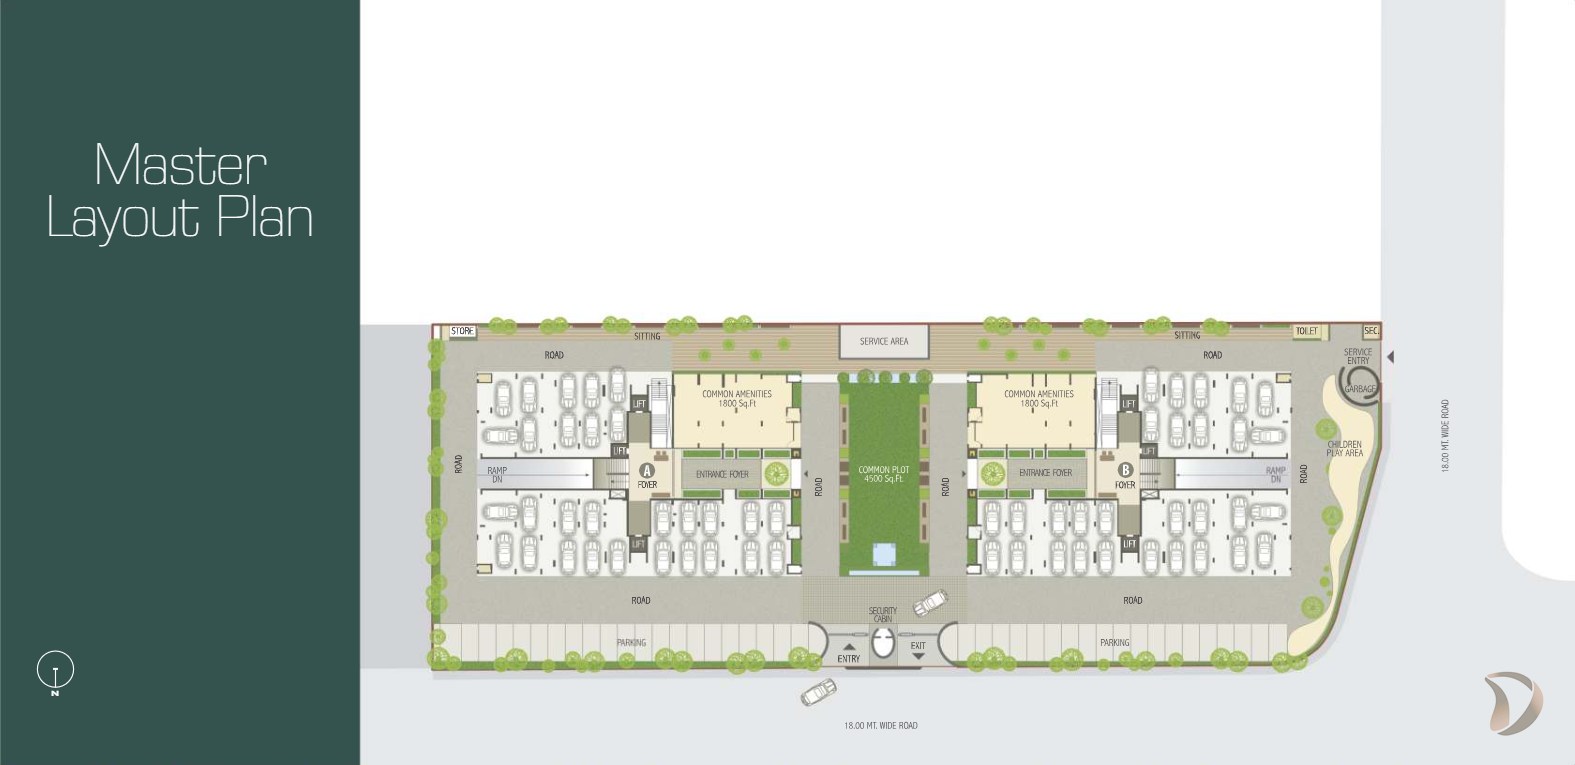 Master
Layout Plan
N
STORE
SITTING
SERVICE AREA
SITTING
TOILET
SEC.
ROAD
ROAD
SERVICE
ENTRY
GARBAGE
LIFT
COMMON AMENITIES
1800 Sq.Ft
COMMON AMENITIES
1800 Sq.Ft
LIFT
LIFT
LIFT
CHILDREN
PLAY AREA
18.00 MT. WIDE ROAD
ROAD
RAMP
DN
A
FOYER
ENTRANCE FOYER
ROAD
COMMON PLOT
4500 Sq.Ft.
ROAD
ENTRANCE FOYER
B
FOYER
RAMP
DN
ROAD
LIFT
LIFT
ROAD
ROAD
SECURITY
CABIN
PARKING
ENTRY
EXIT
PARKING
18.00 MT. WIDE ROAD